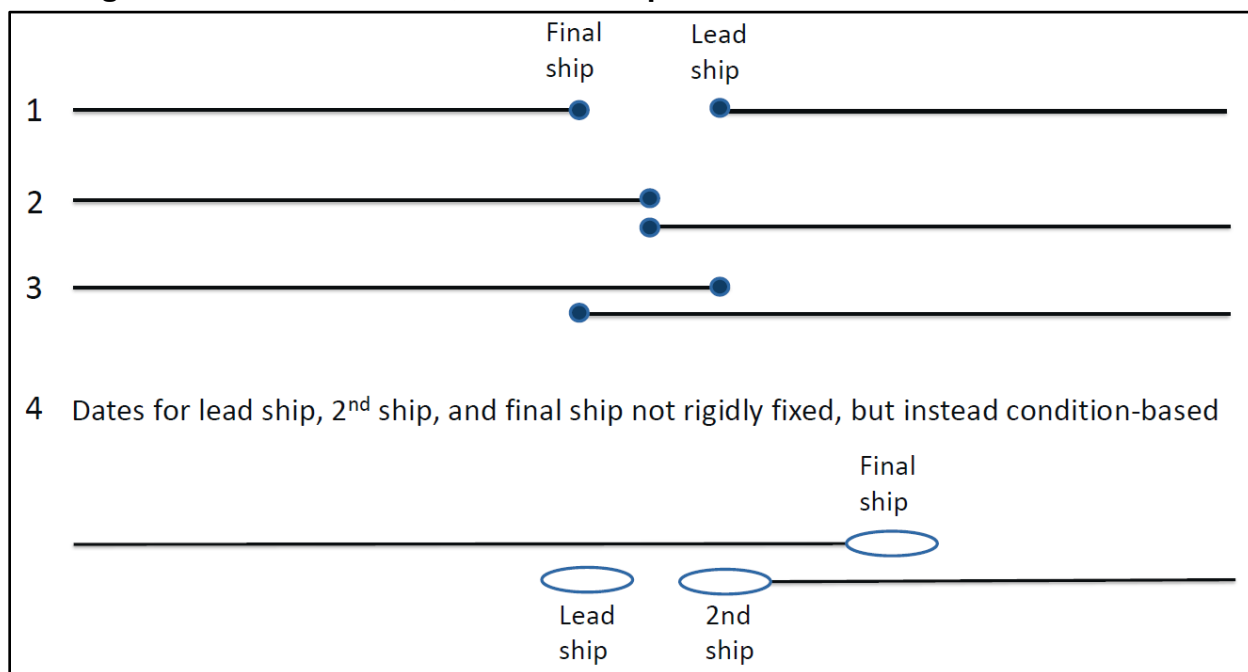 Final Lead
ship ship
1
2
3
4 Dates for lead ship, 2nd ship, and final ship not rigidly fixed, but instead condition-based
Final
ship
Lead 2nd
ship ship